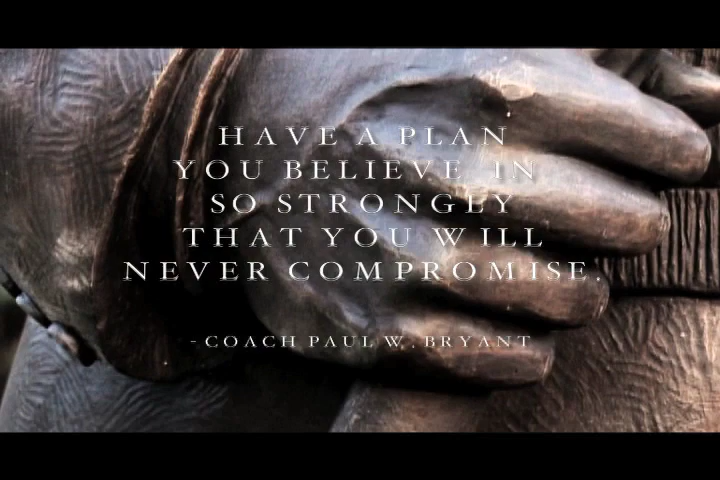 HAVE A PLAN
YOU BELIEVE IN
SO STRONGLY
THAT YOU WILL
NEVER COMPROMISE.
-COACH PAUL W. BRYANT